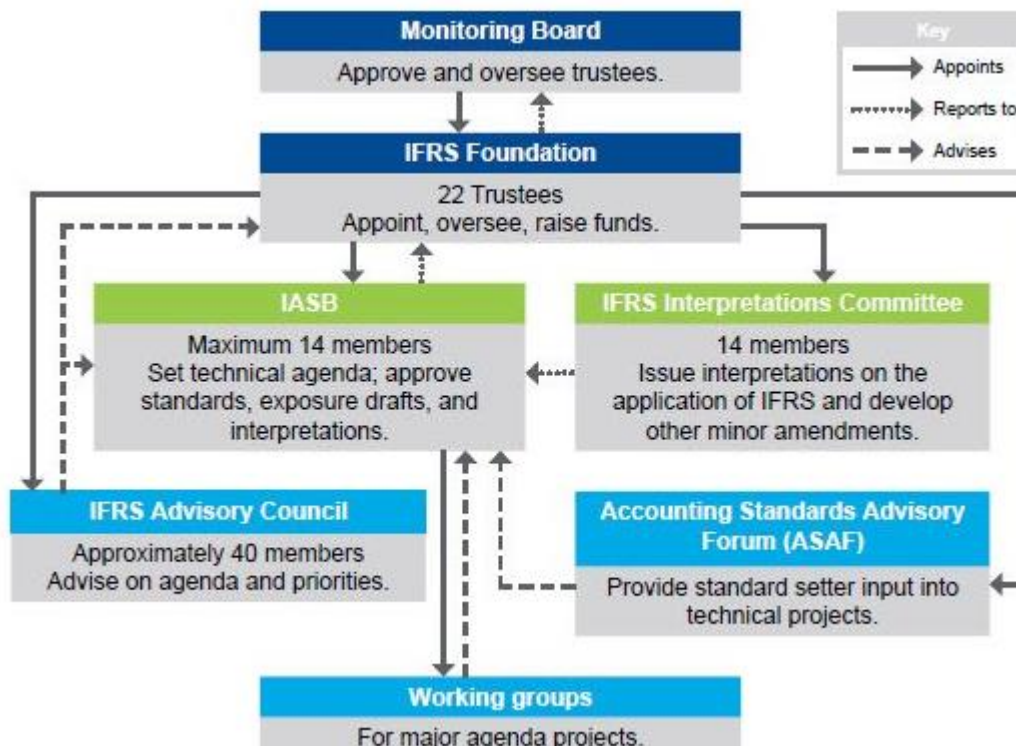 Monitoring Board
Approve and oversee trustees.
Key
Appoints
Reports to
Advises
IFRS Foundation
22 Trustees
Appoint, oversee, raise funds.
IASB
Maximum 14 members
Set technical agenda; approve
standards, exposure drafts, and
interpretations.
IFRS Interpretations Committee
14 members
Issue interpretations on the
application of IFRS and develop
other minor amendments.
IFRS Advisory Council
Approximately 40 members
Advise on agenda and priorities.
Accounting Standards Advisory
Forum (ASAF)
Provide standard setter input into
technical projects.
Working groups
For major agenda projects.